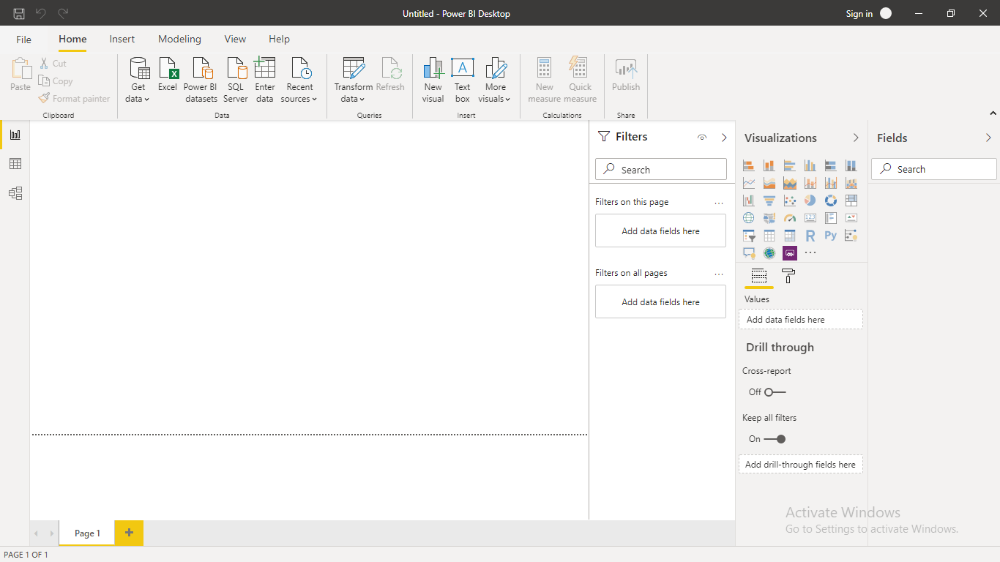 Untitled - Power BI Desktop
Sign in
File Home Insert Modeling View Help
Paste
Cut
Copy
Format painter
Clipboard
Get data
Excel
Power BI datasets
SQL Server
Enter data
Recent sources
Data
Transform data
Refresh
Queries
New visual
Text box
More visuals
Insert
New measure
Quick measure
Calculations
Publish
Share
Filters
Search
Filters on this page
...
Add data fields here
Filters on all pages
...
Add data fields here
Visualizations
123
R
Py
...
Values
Add data fields here
Drill through
Cross-report
Off
Keep all filters
On
Add drill-through fields here
Fields
Search
Activate Windows
Go to Settings to activate Windows.
Page 1
+
PAGE 1 OF 1